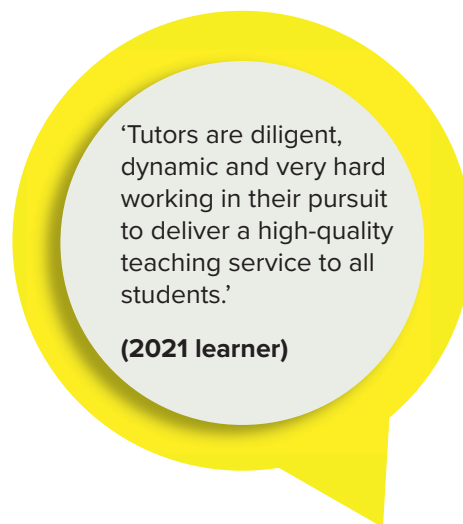 ‘Tutors are diligent,
dynamic and very hard
working in their pursuit
to deliver a high-quality
teaching service to all
students.’
(2021 learner)